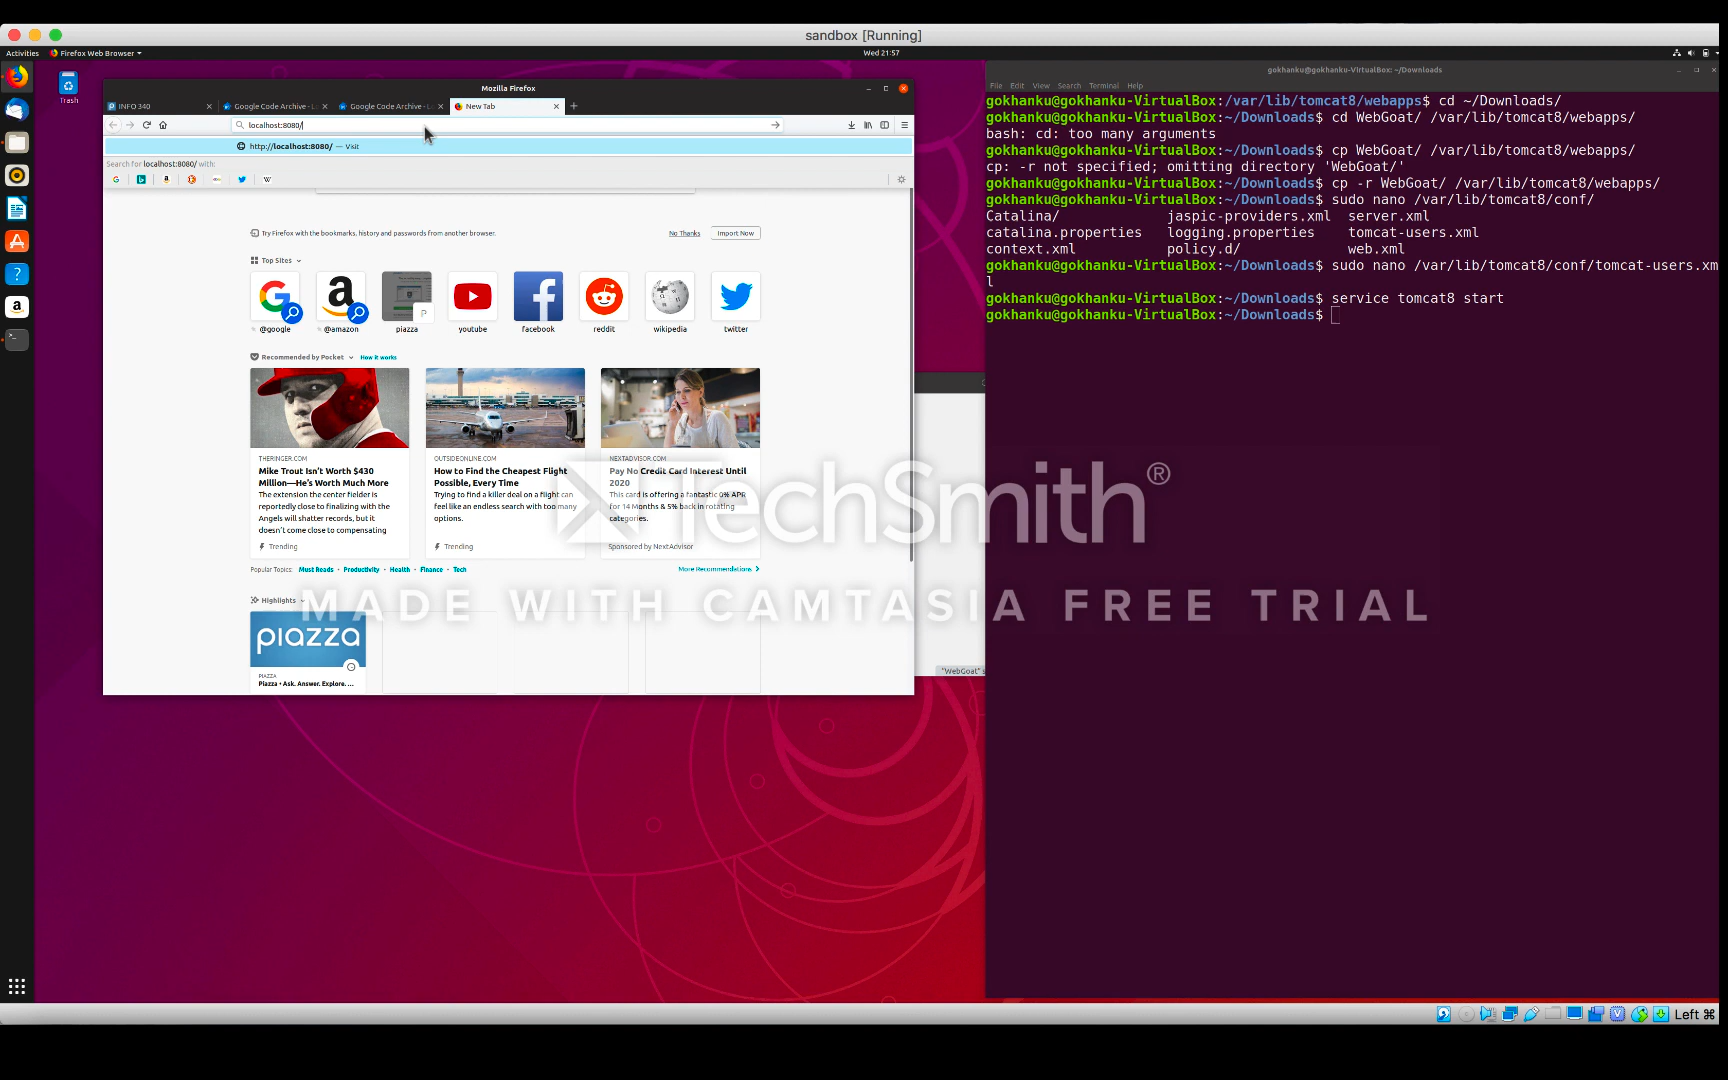 sandbox [Running]
Activities
Firefox Web Browser
Wed 21:57
Trash
Mozilla Firefox
INFO 340
Google Code Archive - L
Google Code Archive - L
New Tab
localhost:8080/
http://localhost:8080/ — Visit
Search for localhost:8080/ with:
Try Firefox with the bookmarks, history and passwords from another browser.
No Thanks
Import Now
Top Sites
@google
@amazon
piazza
youtube
facebook
reddit
wikipedia
twitter
Recommended by Pocket
How it works
THERINGER.COM
Mike Trout Isn't Worth $430
Million—He's Worth Much More
The extension the center fielder is
reportedly close to finalizing with the
Angels will shatter records, but it
doesn't come close to compensating
Trending
OUTSIDEONLINE.COM
How to Find the Cheapest Flight
Possible, Every Time
Trying to find a killer deal on a flight can
feel like an endless search with too many
options.
Trending
NEXTADVISOR.COM
Pay No Credit Card Interest Until
2020
This card is offering a fantastic 0% APR
for 14 Months & 5% back in rotating
categories.
Sponsored by NextAdvisor
Popular Topics: Must Reads · Productivity · Health · Finance · Tech
More Recommendations
Highlights
piazza
PIAZZA
Piazza • Ask. Answer. Explore. ...
"WebGoat" s
gokhanku@gokhanku-VirtualBox: ~/Downloads
File Edit View Search Terminal Help
gokhanku@gokhanku-VirtualBox:/var/lib/tomcat8/webapps$ cd ~/Downloads/
gokhanku@gokhanku-VirtualBox:~/Downloads$ cd WebGoat/ /var/lib/tomcat8/webapps/
bash: cd: too many arguments
gokhanku@gokhanku-VirtualBox:~/Downloads$ cp WebGoat/ /var/lib/tomcat8/webapps/
cp: -r not specified; omitting directory 'WebGoat/'
gokhanku@gokhanku-VirtualBox:~/Downloads$ cp -r WebGoat/ /var/lib/tomcat8/webapps/
gokhanku@gokhanku-VirtualBox:~/Downloads$ sudo nano /var/lib/tomcat8/conf/
Catalina/ jaspic-providers.xml server.xml
catalina.properties logging.properties tomcat-users.xml
context.xml policy.d/ web.xml
gokhanku@gokhanku-VirtualBox:~/Downloads$ sudo nano /var/lib/tomcat8/conf/tomcat-users.xm
l
gokhanku@gokhanku-VirtualBox:~/Downloads$ service tomcat8 start
gokhanku@gokhanku-VirtualBox:~/Downloads$
TechSmith®
MADE WITH CAMTASIA FREE TRIAL
Left ⌘